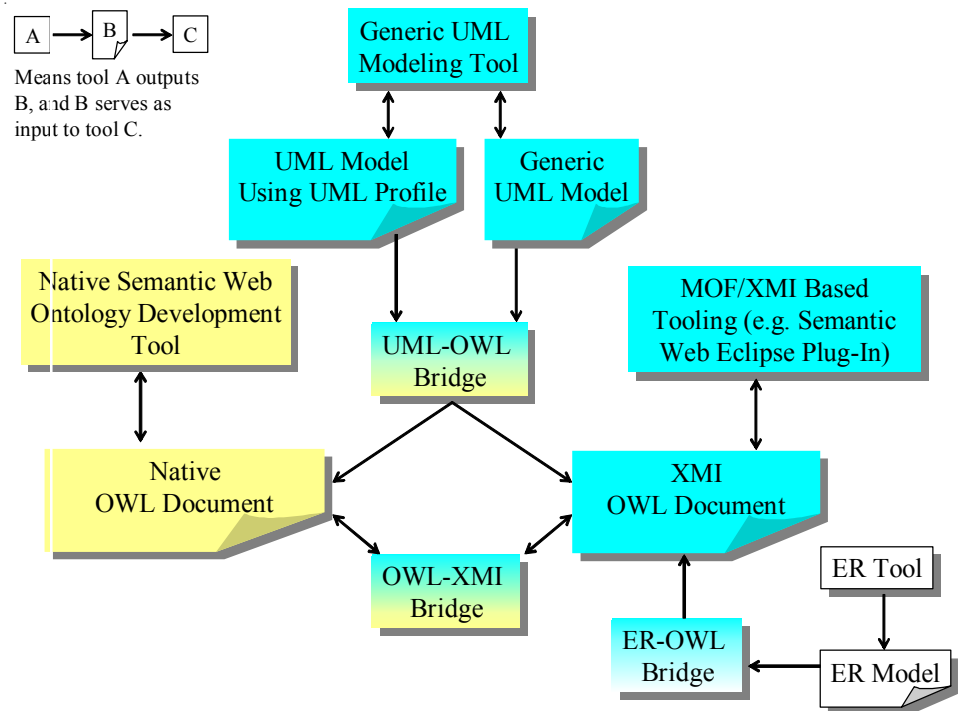 A
B
C
Means tool A outputs
B, and B serves as
input to tool C.
Generic UML
Modeling Tool
UML Model
Using UML Profile
Generic
UML Model
Native Semantic Web
Ontology Development
Tool
UML-OWL
Bridge
MOF/XMI Based
Tooling (e.g. Semantic
Web Eclipse Plug-In)
Native
OWL Document
XMI
OWL Document
OWL-XMI
Bridge
ER Tool
ER-OWL
Bridge
ER Model